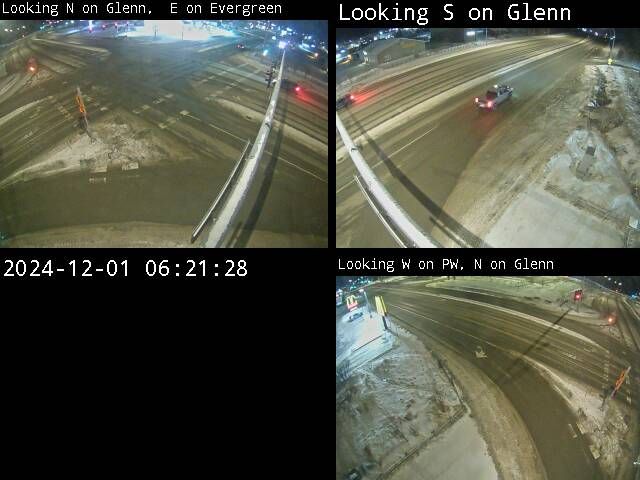 Looking N on Glenn, E on Evergreen
Looking S on Glenn
2024-12-01 06:21:28
Looking W on PW, N on Glenn